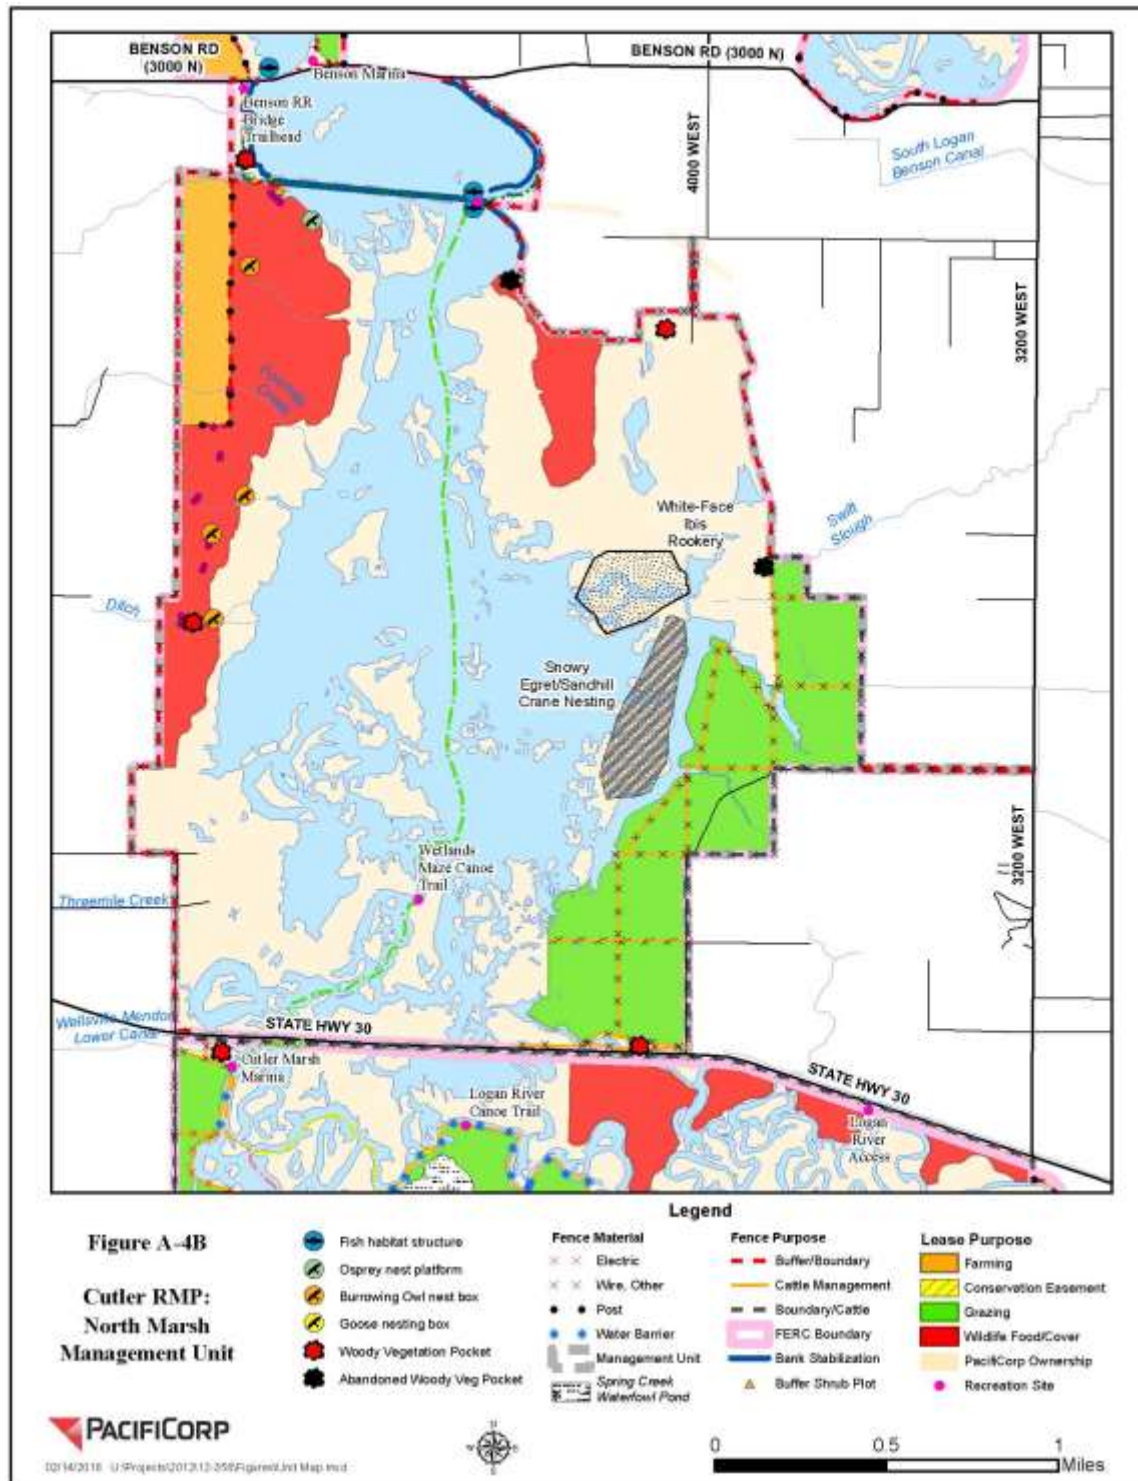 BENSON RD
(3000 N)
BENSON RD (3000 N)
Benson Marina
Benson RR
Bridge
Trailhead
South Logan
Benson Canal
4000 WEST
3200 WEST
White-Face
Ibis
Rookery
Swift
Slough
Ditch
Snowy
Egret/Sandhill
Crane Nesting
Wetlands
Maze Canoe
Trail
3200 WEST
Threemile Creek
Wellsville Mendon
Lower Canal
STATE HWY 30
Cutler Marsh
Marina
Logan River
Canoe Trail
STATE HWY 30
Logan
River
Access
Legend
Figure A-4B
Cutler RMP:
North Marsh
Management Unit
Fish habitat structure
Osprey nest platform
Burrowing Owl nest box
Goose nesting box
Woody Vegetation Pocket
Abandoned Woody Veg Pocket
Fence Material
Electric
Wire, Other
Post
Water Barrier
Management Unit
Spring Creek
Waterfowl Pond
Fence Purpose
Buffer/Boundary
Cattle Management
Boundary/Cattle
FERC Boundary
Bank Stabilization
Buffer Shrub Plot
Lease Purpose
Farming
Conservation Easement
Grazing
Wildlife Food/Cover
PacifiCorp Ownership
Recreation Site
PACIFICORP
N
S
0 0.5 1
Miles